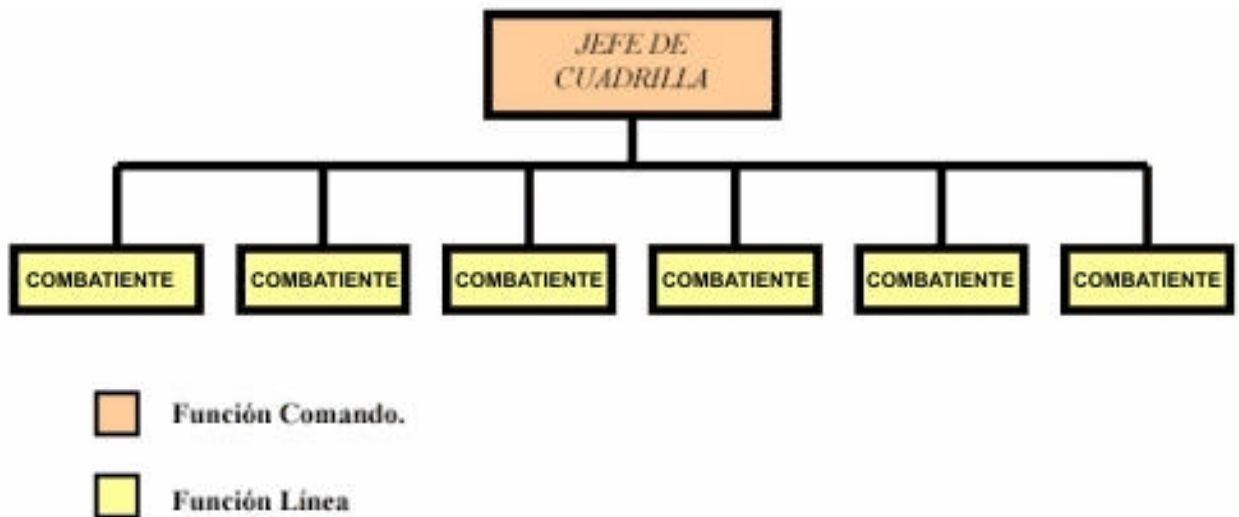 JEFE DE
CUADRILLA
COMBATIENTE COMBATIENTE COMBATIENTE COMBATIENTE COMBATIENTE COMBATIENTE
Función Comando.
Función Línea